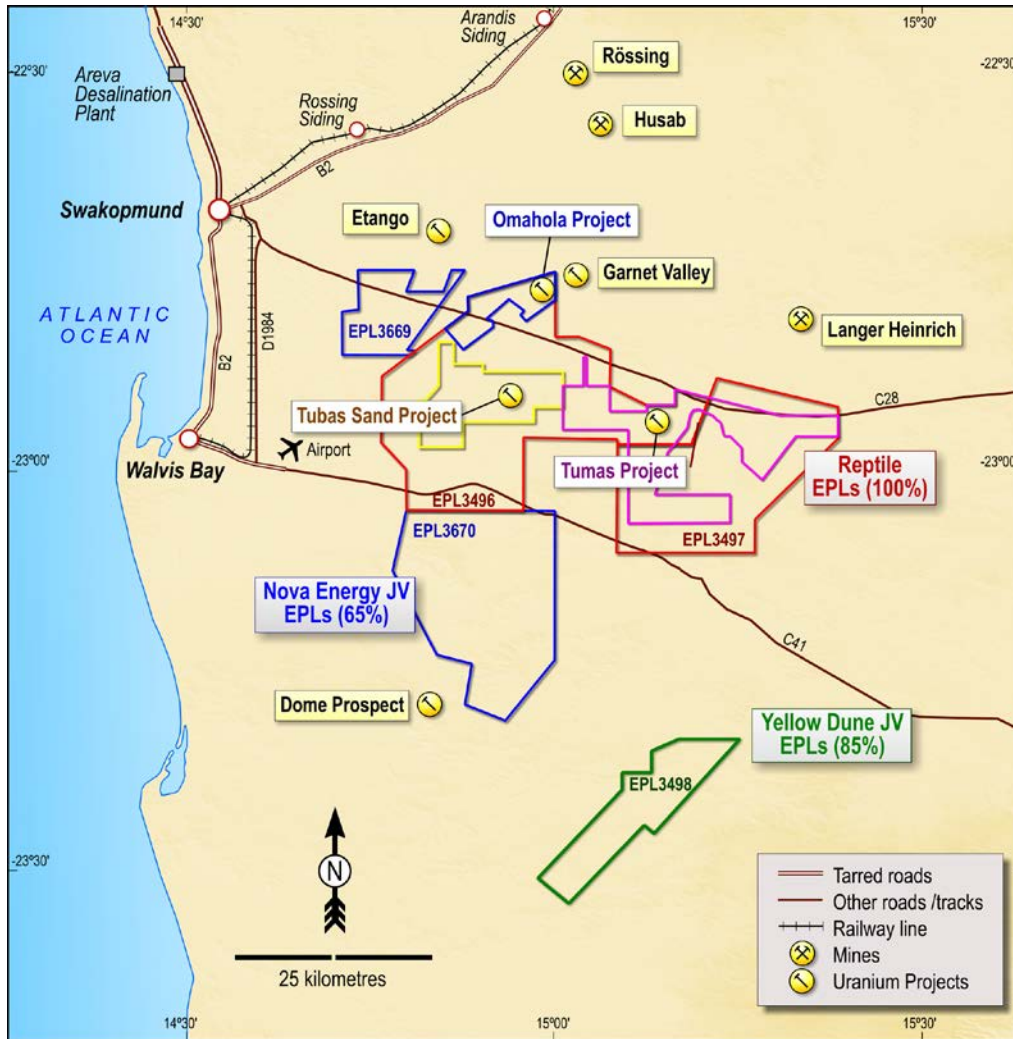 14°30'
15°30'
Arandis
Siding
-22°30'
-22°30'
Areva
Desalination
Plant
Rössing
Rossing
Siding
Husab
B2
Swakopmund
Etango
Omahola Project
Garnet Valley
ATLANTIC
OCEAN
B2
D1984
EPL3669
Langer Heinrich
C28
Tubas Sand Project
Walvis Bay
Airport
Tumas Project
-23°00'
-23°00'
Reptile
EPLs (100%)
EPL3496
EPL3670
EPL3497
Nova Energy JV
EPLs (65%)
C41
Dome Prospect
Yellow Dune JV
EPLs (85%)
EPL3498
-23°30'
N
25 kilometres
Tarred roads
Other roads /tracks
Railway line
Mines
Uranium Projects
14°30'
15°00'
15°30'